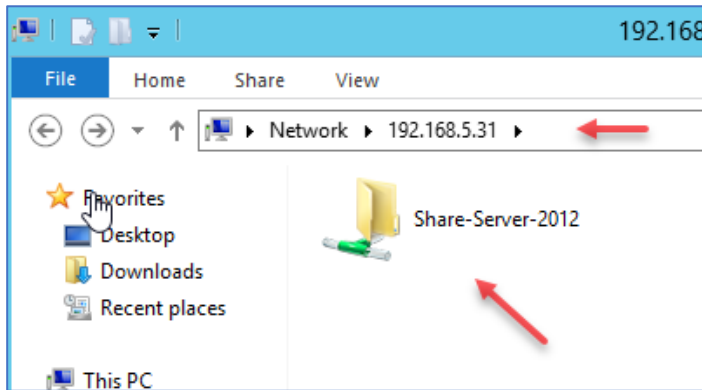 192.168
File Home Share View
Network 192.168.5.31
Favorites
Share-Server-2012
Desktop
Downloads
Recent places
This PC